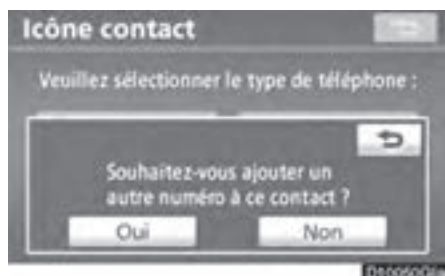 Icône contact
Veuillez sélectionner le type de téléphone :
Souhaitez-vous ajouter un
autre numéro à ce contact ?
Oui
Non